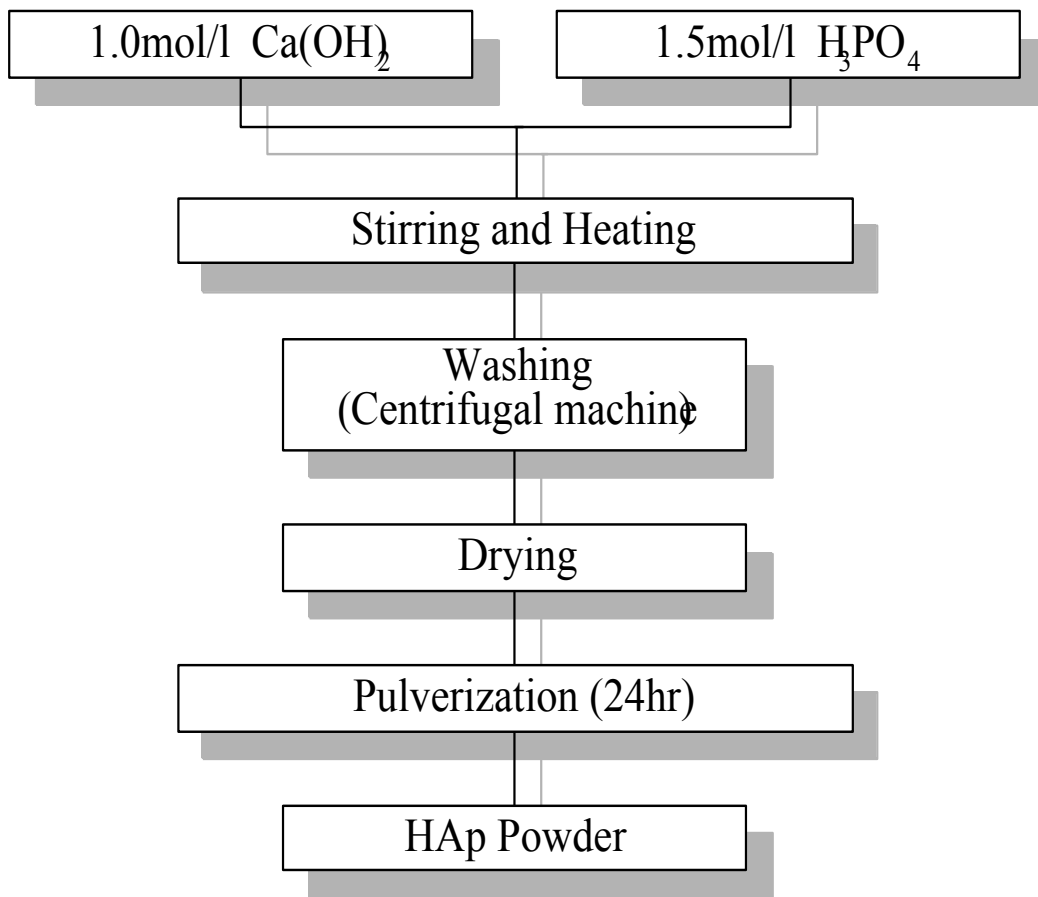 1.0mol/l Ca(OH)2
1.5mol/l H3PO4
Stirring and Heating
Washing
(Centrifugal machine)
Drying
Pulverization (24hr)
HAp Powder